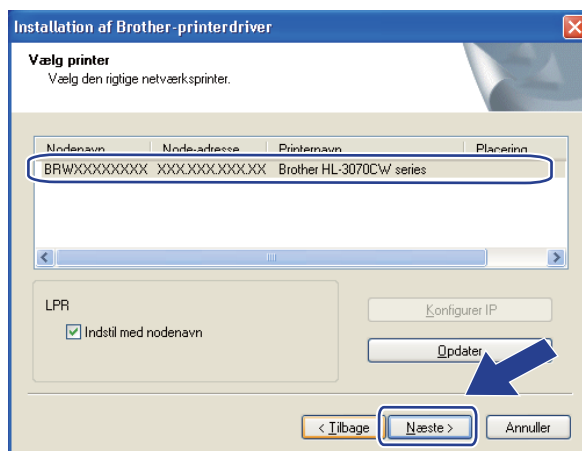 Installation af Brother-printerdriver
Vælg printer
Vælg den rigtige netværksprinter.
Nodenavn Node-adresse Printernavn Placering
BRWXXXXXXXX XXX.XXX.XXX.XX Brother HL-3070CW series
LPR
Indstil med nodenavn
Konfigurer IP
Opdater
< Tilbage Næste > Annuller